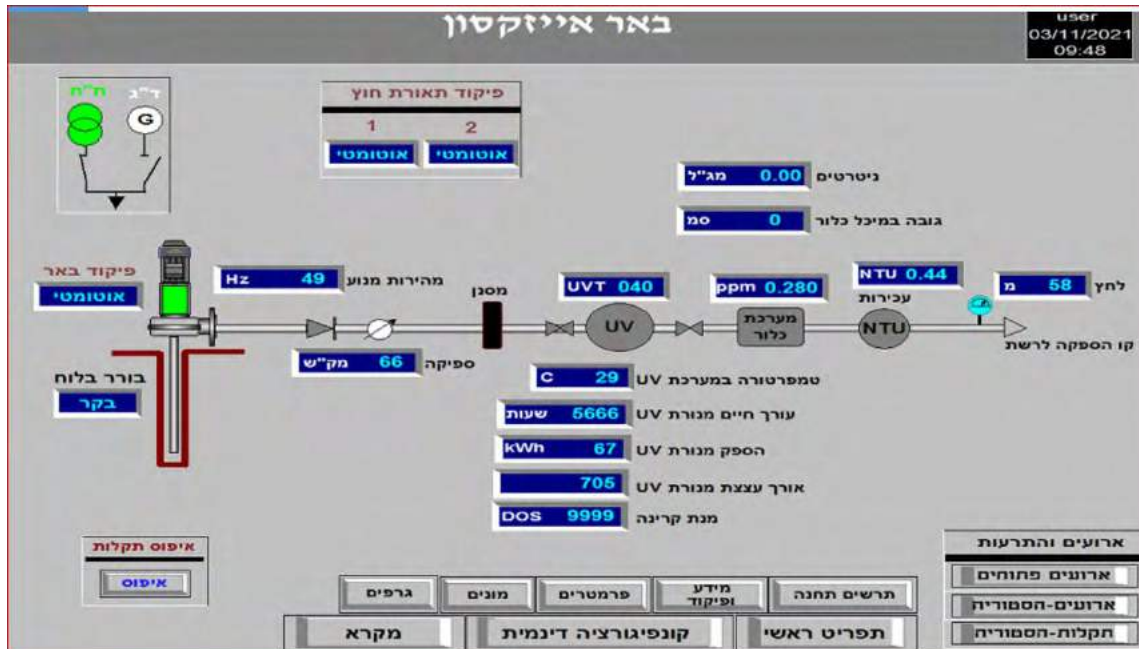 באר אייזקסון
user
03/11/2021
09:48
ח"ח ד"ג
G
פיקוד תאורת חוץ
1 2
אוטומטי אוטומטי
ניטרטים 0.00 מג"ל
גובה במיכל כלור 0 סמ
פיקוד באר
אוטומטי
מהירות מנוע 49 Hz
מסנן
UVT 040
ppm 0.280
NTU 0.44
עכירות
לחץ 58 מ
UV
מערכת
כלור
NTU
קו הספקה לרשת
ספיקה 66 מק"ש
בורר בלוח
בקר
טמפרטורה במערכת UV 29 C
עורך חיים מנורת UV 5666 שעות
הספק מנורת UV 67 kWh
אורך עצצת מנורת UV 705
מנת קרינה 9999 DOS
איפוס תקלות
איפוס
ארועים והתרעות
ארועים פתוחים
ארועים-הסטוריה
תקלות-הסטוריה
תרשים תחנה
מידע
ופיקוד
פרמטרים
מונים
גרפים
תפריט ראשי
קונפיגורציה דינמית
מקרא